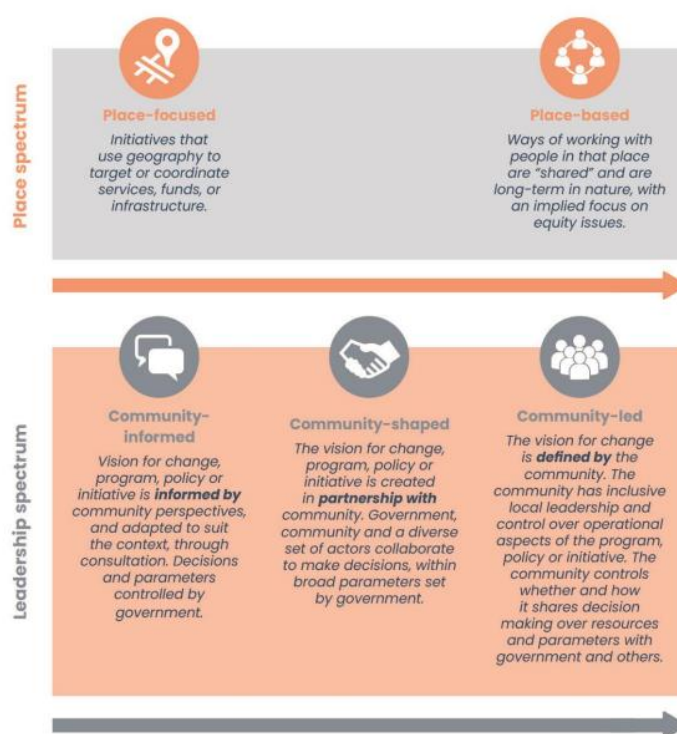 Place spectrum
Place-focused
Initiatives that
use geography to
target or coordinate
services, funds, or
infrastructure.
Place-based
Ways of working with
people in that place
are “shared” and are
long-term in nature, with
an implied focus on
equity issues.
Leadership spectrum
Community-
informed
Vision for change,
program, policy or
initiative is informed by
community perspectives,
and adapted to suit
the context, through
consultation. Decisions
and parameters
controlled by
government.
Community-shaped
The vision for change,
program, policy or
initiative is created
in partnership with
community. Government,
community and a diverse
set of actors collaborate
to make decisions, within
broad parameters set
by government.
Community-led
The vision for change
is defined by the
community. The
community has inclusive
local leadership and
control over operational
aspects of the program,
policy or initiative. The
community controls
whether and how
it shares decision
making over resources
and parameters with
government and others.